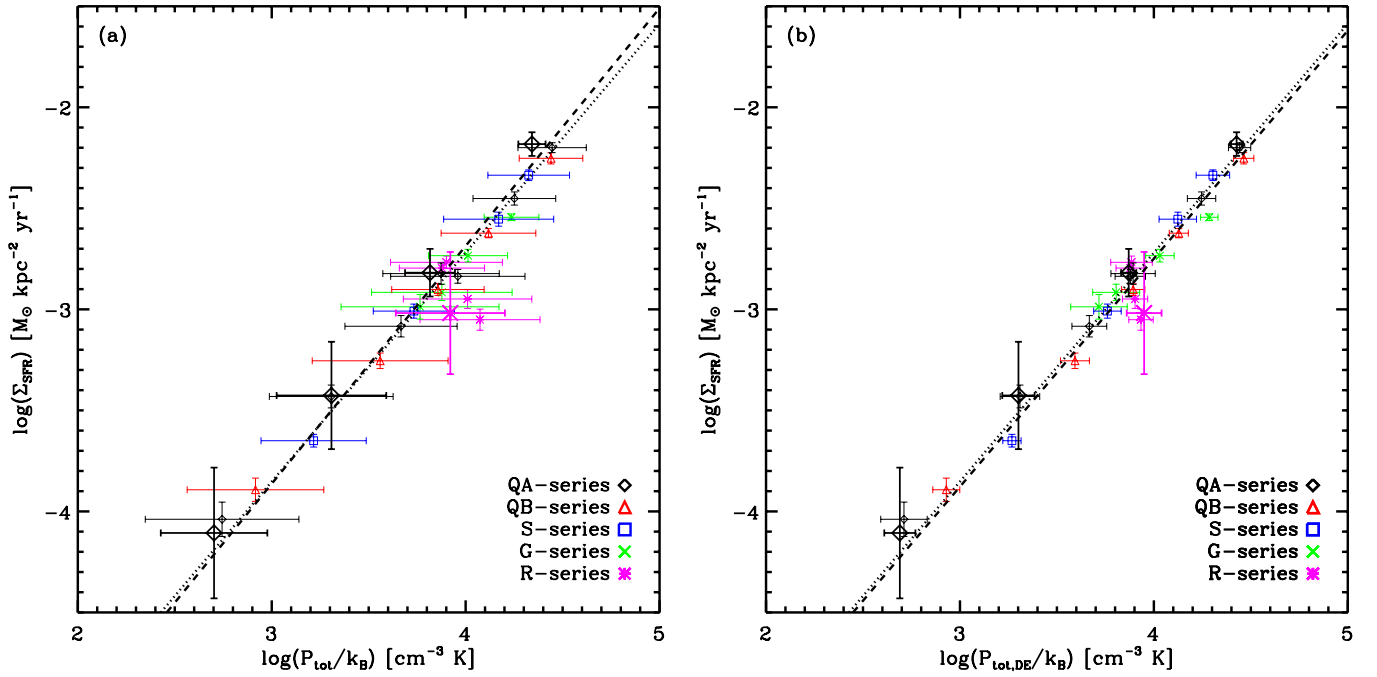 (a)
log(Σ_SFR) [M⊙ kpc⁻² yr⁻¹]
−2
−3
−4
QA−series
QB−series
S−series
G−series
R−series
2 3 4 5
log(P_tot/k_B) [cm⁻³ K]
(b)
log(Σ_SFR) [M⊙ kpc⁻² yr⁻¹]
−2
−3
−4
QA−series
QB−series
S−series
G−series
R−series
2 3 4 5
log(P_tot,DE/k_B) [cm⁻³ K]